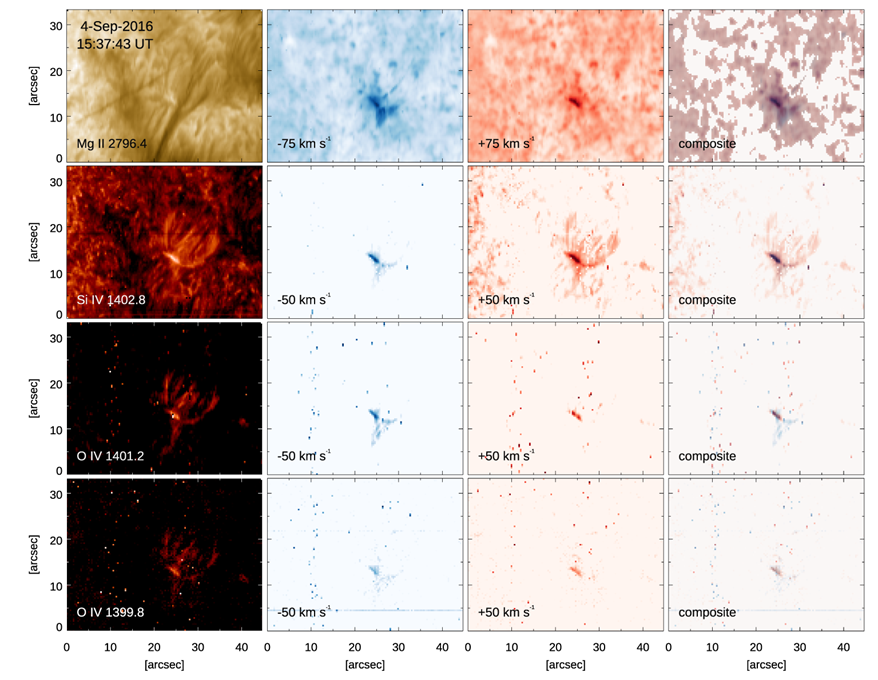 4-Sep-2016
15:37:43 UT
Mg II 2796.4
-75 km s⁻¹
+75 km s⁻¹
composite
[arcsec]
30
20
10
0
Si IV 1402.8
-50 km s⁻¹
+50 km s⁻¹
composite
[arcsec]
30
20
10
0
O IV 1401.2
-50 km s⁻¹
+50 km s⁻¹
composite
[arcsec]
30
20
10
0
O IV 1399.8
-50 km s⁻¹
+50 km s⁻¹
composite
[arcsec]
30
20
10
0
0 10 20 30 40 0 10 20 30 40 0 10 20 30 40 0 10 20 30 40
[arcsec] [arcsec] [arcsec] [arcsec]